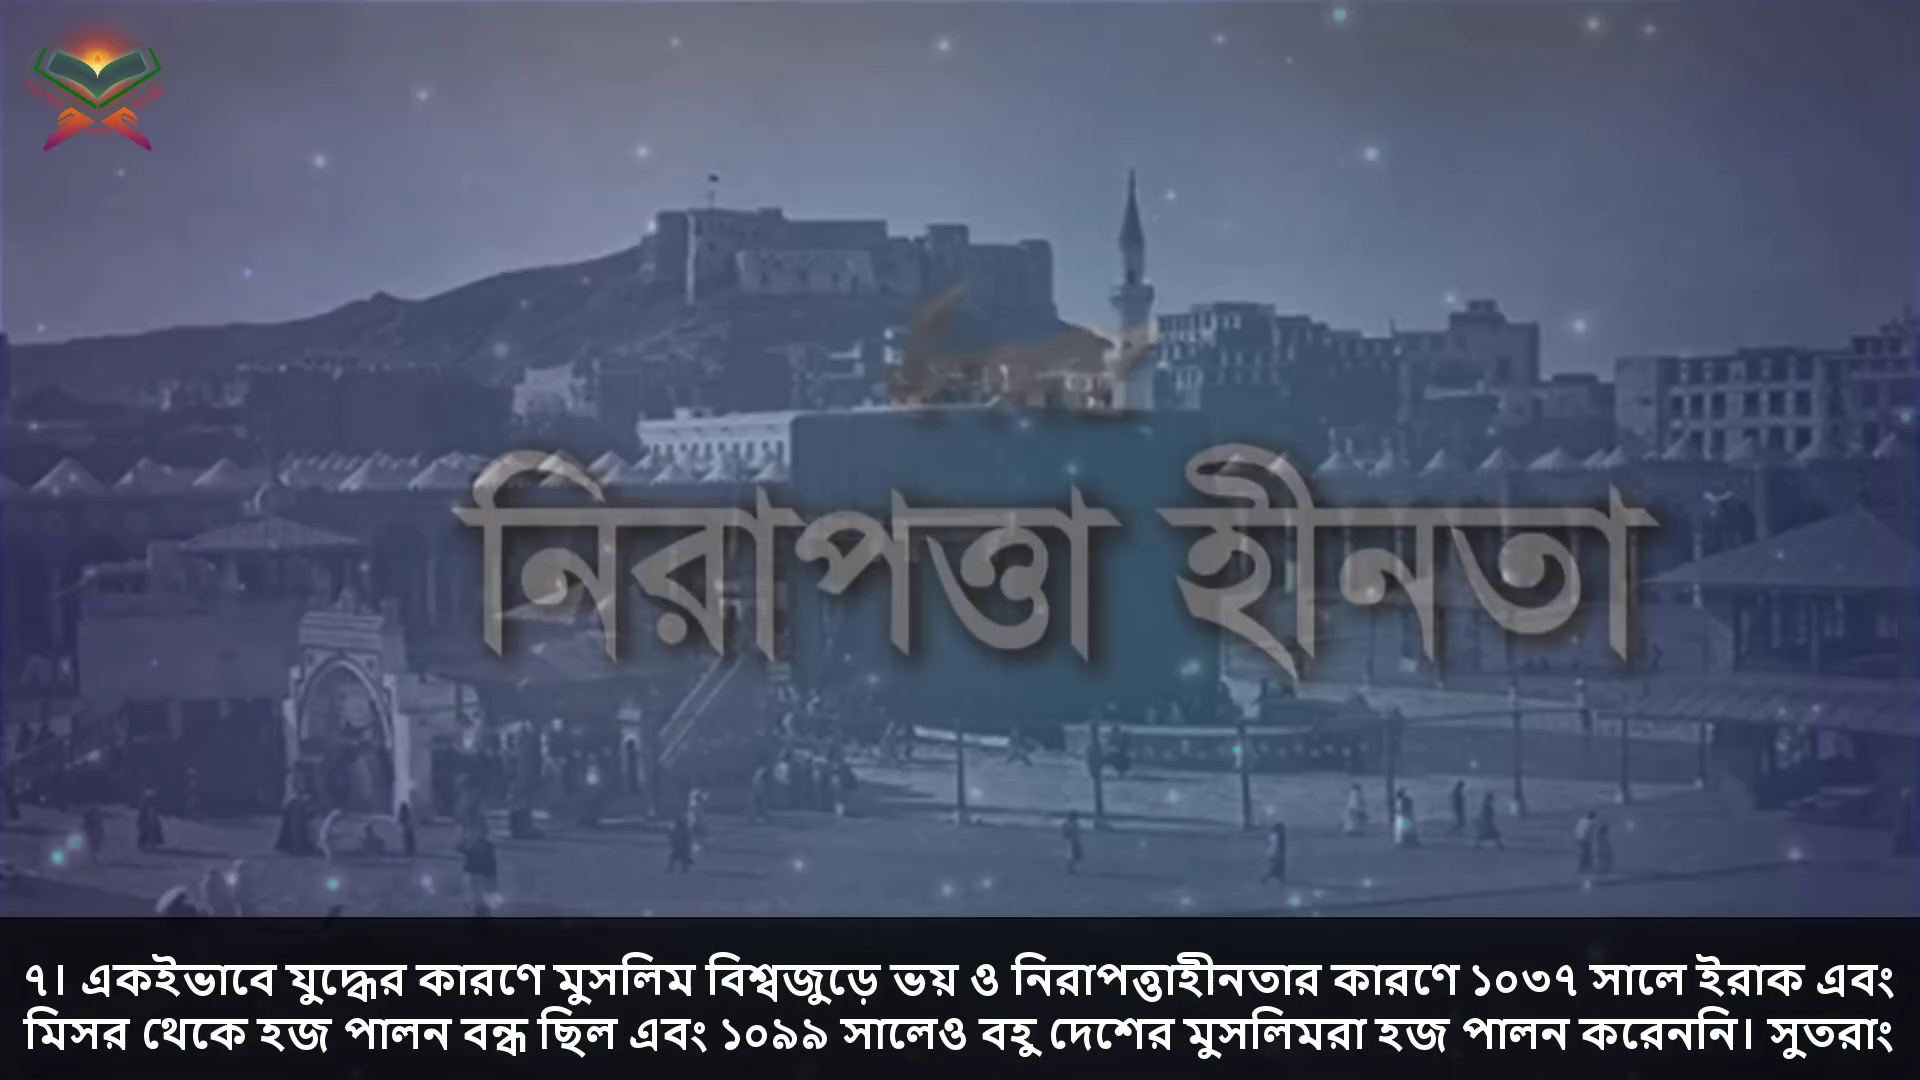 নিরাপত্তা হীনতা
৭। একইভাবে যুদ্ধের কারণে মুসলিম বিশ্বজুড়ে ভয় ও নিরাপত্তাহীনতার কারণে ১০৩৭ সালে ইরাক এবং
মিসর থেকে হজ পালন বন্ধ ছিল এবং ১০৯৯ সালেও বহু দেশের মুসলিমরা হজ পালন করেননি। সুতরাং